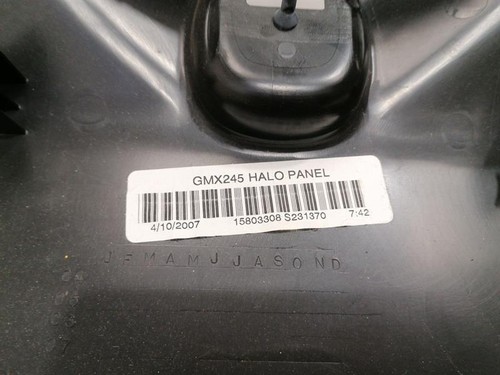 GMX245 HALO PANEL
4/10/2007 15803308 S231370 7:42
J F M A M J J A S O N D